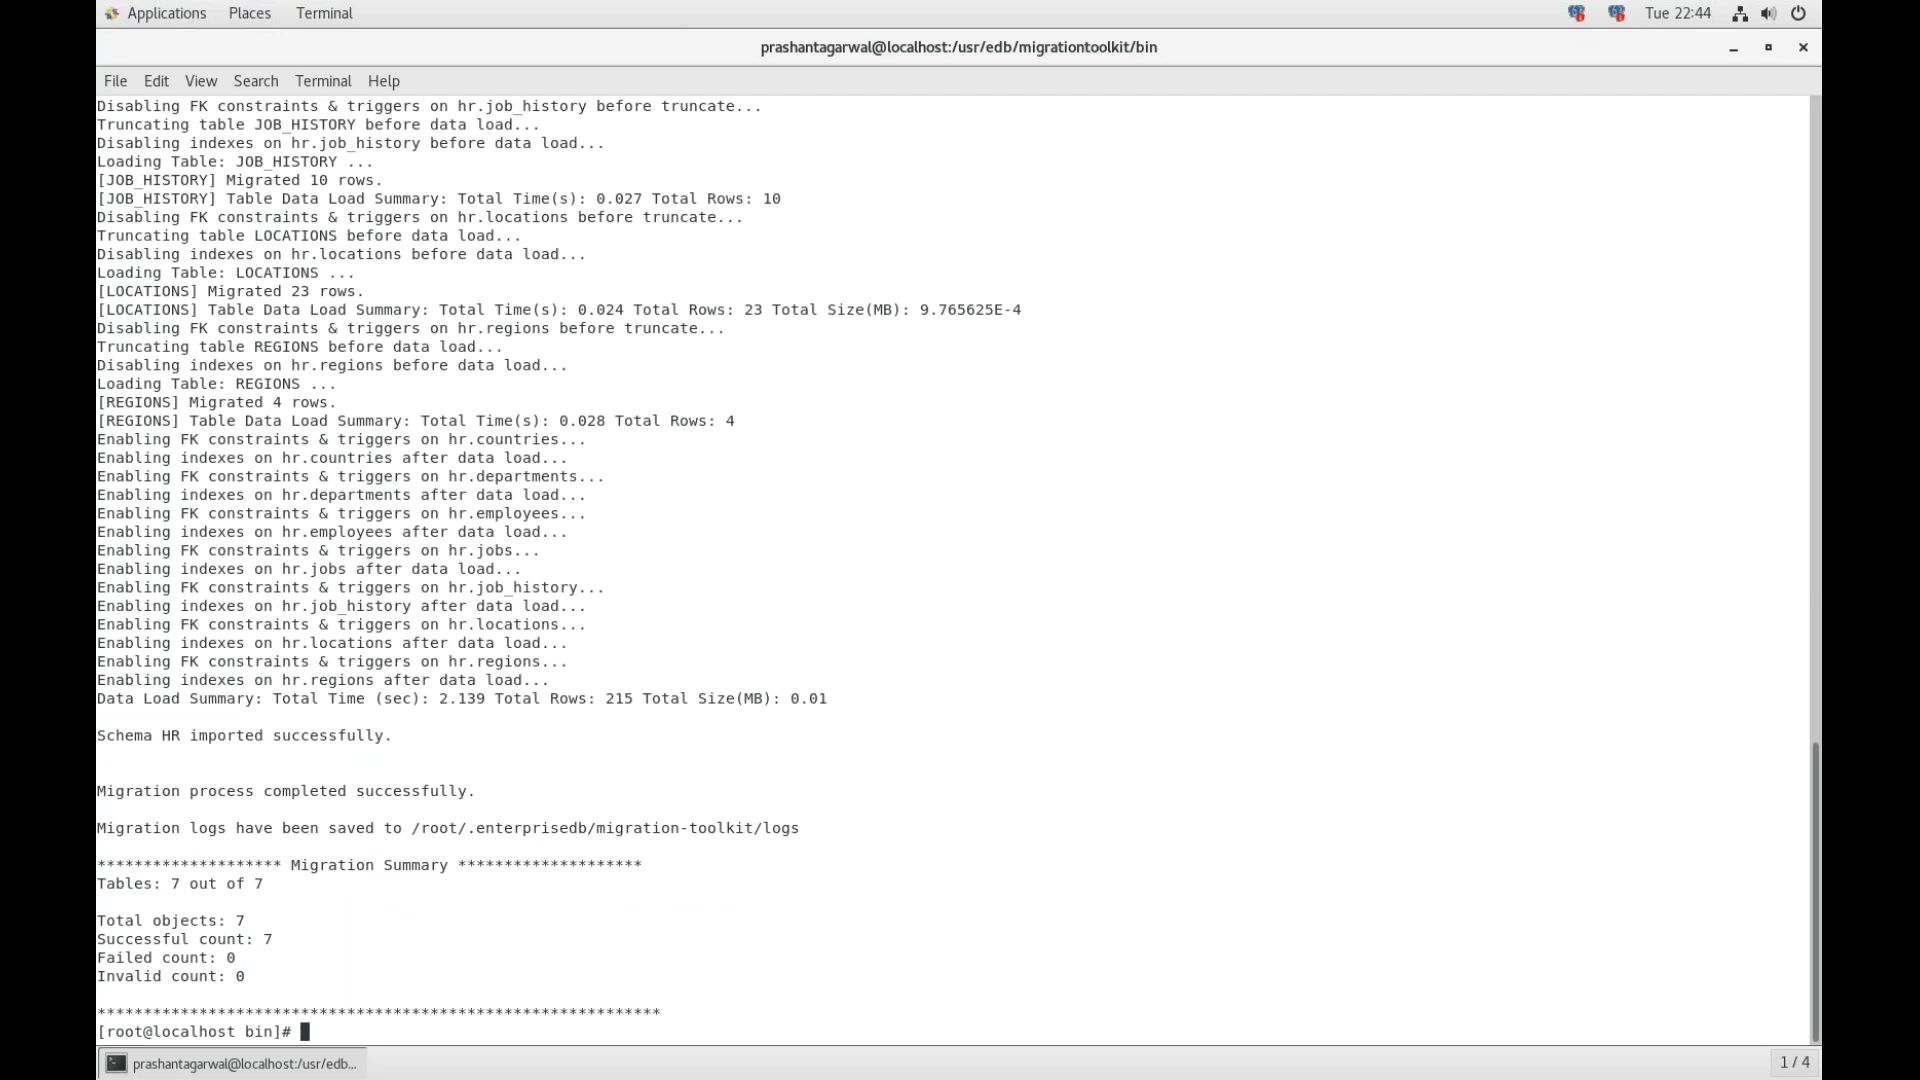 Applications Places Terminal Tue 22:44
prashantagarwal@localhost:/usr/edb/migrationtoolkit/bin
File Edit View Search Terminal Help
Disabling FK constraints & triggers on hr.job_history before truncate...
Truncating table JOB_HISTORY before data load...
Disabling indexes on hr.job_history before data load...
Loading Table: JOB_HISTORY ...
[JOB_HISTORY] Migrated 10 rows.
[JOB_HISTORY] Table Data Load Summary: Total Time(s): 0.027 Total Rows: 10
Disabling FK constraints & triggers on hr.locations before truncate...
Truncating table LOCATIONS before data load...
Disabling indexes on hr.locations before data load...
Loading Table: LOCATIONS ...
[LOCATIONS] Migrated 23 rows.
[LOCATIONS] Table Data Load Summary: Total Time(s): 0.024 Total Rows: 23 Total Size(MB): 9.765625E-4
Disabling FK constraints & triggers on hr.regions before truncate...
Truncating table REGIONS before data load...
Disabling indexes on hr.regions before data load...
Loading Table: REGIONS ...
[REGIONS] Migrated 4 rows.
[REGIONS] Table Data Load Summary: Total Time(s): 0.028 Total Rows: 4
Enabling FK constraints & triggers on hr.countries...
Enabling indexes on hr.countries after data load...
Enabling FK constraints & triggers on hr.departments...
Enabling indexes on hr.departments after data load...
Enabling FK constraints & triggers on hr.employees...
Enabling indexes on hr.employees after data load...
Enabling FK constraints & triggers on hr.jobs...
Enabling indexes on hr.jobs after data load...
Enabling FK constraints & triggers on hr.job_history...
Enabling indexes on hr.job_history after data load...
Enabling FK constraints & triggers on hr.locations...
Enabling indexes on hr.locations after data load...
Enabling FK constraints & triggers on hr.regions...
Enabling indexes on hr.regions after data load...
Data Load Summary: Total Time (sec): 2.139 Total Rows: 215 Total Size(MB): 0.01
Schema HR imported successfully.
Migration process completed successfully.
Migration logs have been saved to /root/.enterprisedb/migration-toolkit/logs
******************** Migration Summary ********************
Tables: 7 out of 7
Total objects: 7
Successful count: 7
Failed count: 0
Invalid count: 0
*************************************************************
[root@localhost bin]#
prashantagarwal@localhost:/usr/edb... 1 / 4